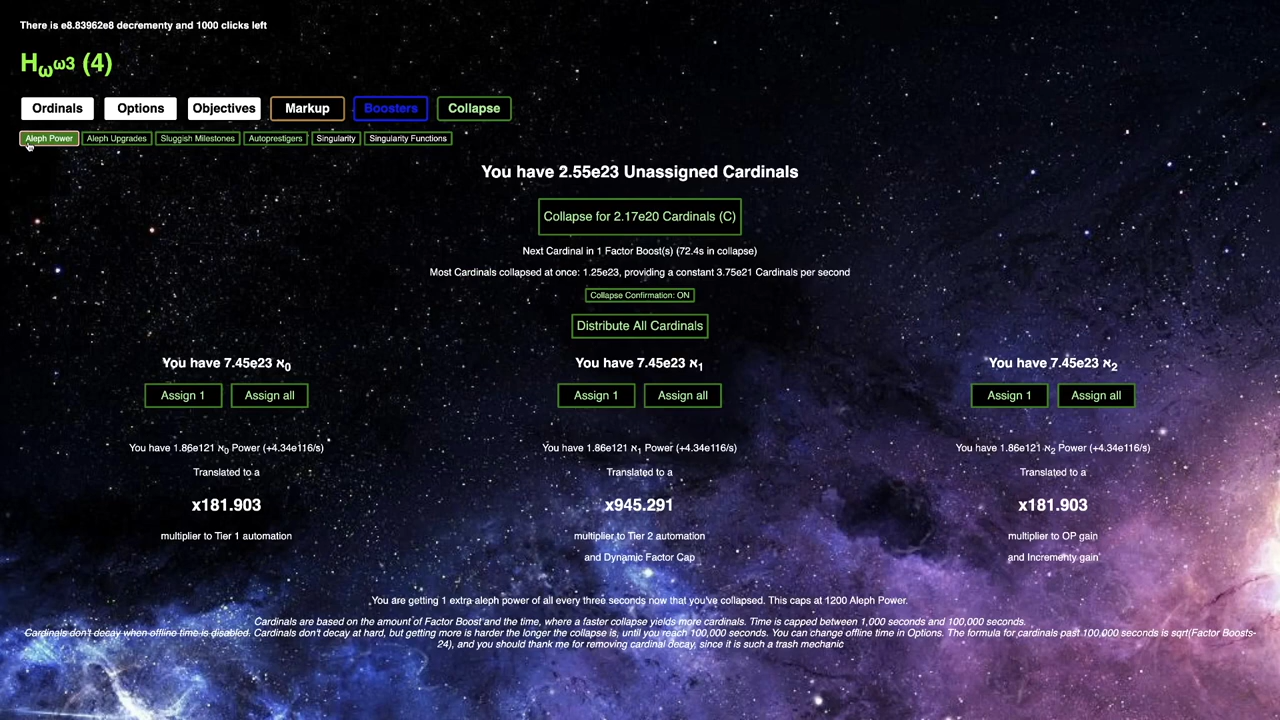 There is e8.83962e8 decrementy and 1000 clicks left
H_ω^ω3 (4)
Ordinals Options Objectives Markup Boosters Collapse
Aleph Power Aleph Upgrades Sluggish Milestones Autoprestigers Singularity Singularity Functions
You have 2.55e23 Unassigned Cardinals
Collapse for 2.17e20 Cardinals (C)
Next Cardinal in 1 Factor Boost(s) (72.4s in collapse)
Most Cardinals collapsed at once: 1.25e23, providing a constant 3.75e21 Cardinals per second
Collapse Confirmation: ON
Distribute All Cardinals
You have 7.45e23 ℵ₀ You have 7.45e23 ℵ₁ You have 7.45e23 ℵ₂
Assign 1 Assign all Assign 1 Assign all Assign 1 Assign all
You have 1.86e121 ℵ₀ Power (+4.34e116/s) You have 1.86e121 ℵ₁ Power (+4.34e116/s) You have 1.86e121 ℵ₂ Power (+4.34e116/s)
Translated to a Translated to a Translated to a
x181.903 x945.291 x181.903
multiplier to Tier 1 automation multiplier to Tier 2 automation multiplier to OP gain
and Dynamic Factor Cap and Incrementy gain
You are getting 1 extra aleph power of all every three seconds now that you've collapsed. This caps at 1200 Aleph Power.
Cardinals are based on the amount of Factor Boost and the time, where a faster collapse yields more cardinals. Time is capped between 1,000 seconds and 100,000 seconds.
Cardinals don't decay when offline time is disabled. Cardinals don't decay at hard, but getting more is harder the longer the collapse is, until you reach 100,000 seconds. You can change offline time in Options. The formula for cardinals past 100,000 seconds is sqrt(Factor Boosts-
24), and you should thank me for removing cardinal decay, since it is such a trash mechanic